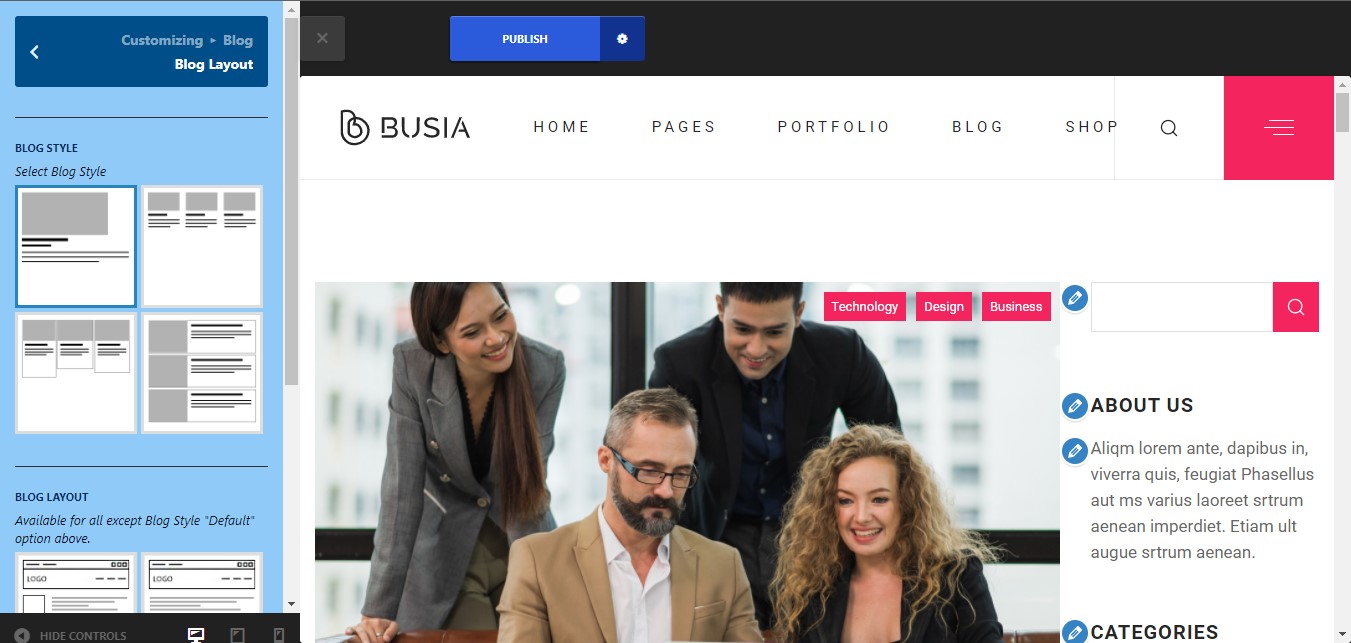 Customizing ▸ Blog
Blog Layout
BLOG STYLE
Select Blog Style
BLOG LAYOUT
Available for all except Blog Style "Default"
option above.
LOGO
LOGO
HIDE CONTROLS
PUBLISH
BUSIA
HOME PAGES PORTFOLIO BLOG SHOP
Technology Design Business
ABOUT US
Aliqm lorem ante, dapibus in,
viverra quis, feugiat Phasellus
aut ms varius laoreet srtrum
aenean imperdiet. Etiam ult
augue srtrum aenean.
CATEGORIES